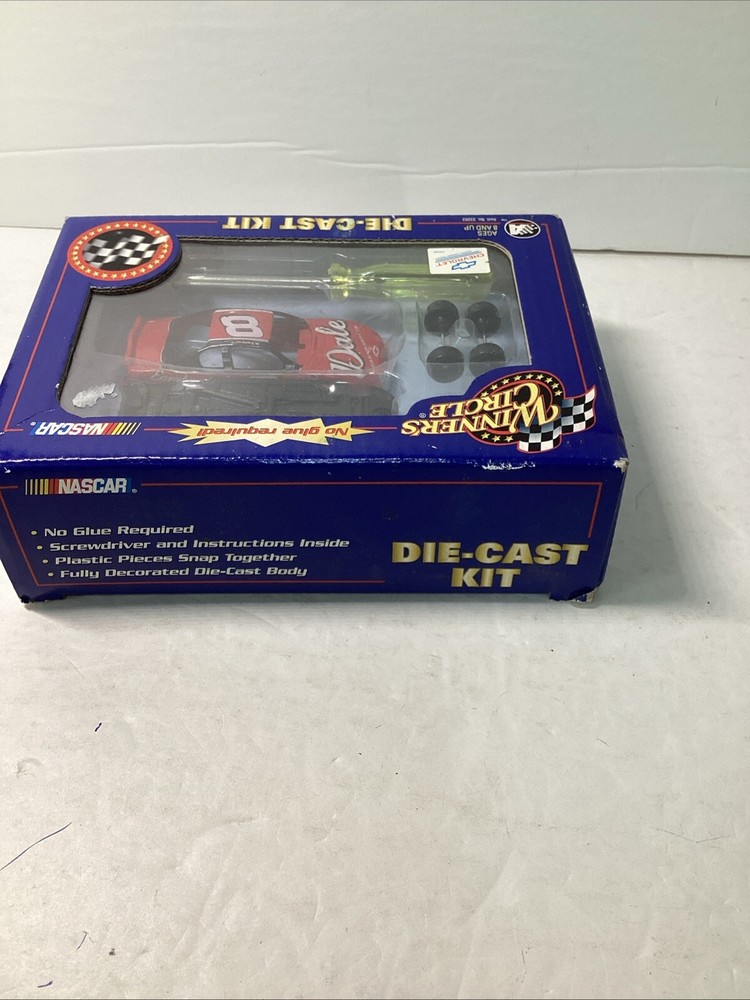 DIE-CAST KIT
AGES
8 AND UP
CHEVROLET
8
Dale
WINNER'S
CIRCLE®
No glue required!
NASCAR®
NASCAR®
• No Glue Required
• Screwdriver and Instructions Inside
• Plastic Pieces Snap Together
• Fully Decorated Die-Cast Body
DIE-CAST
KIT